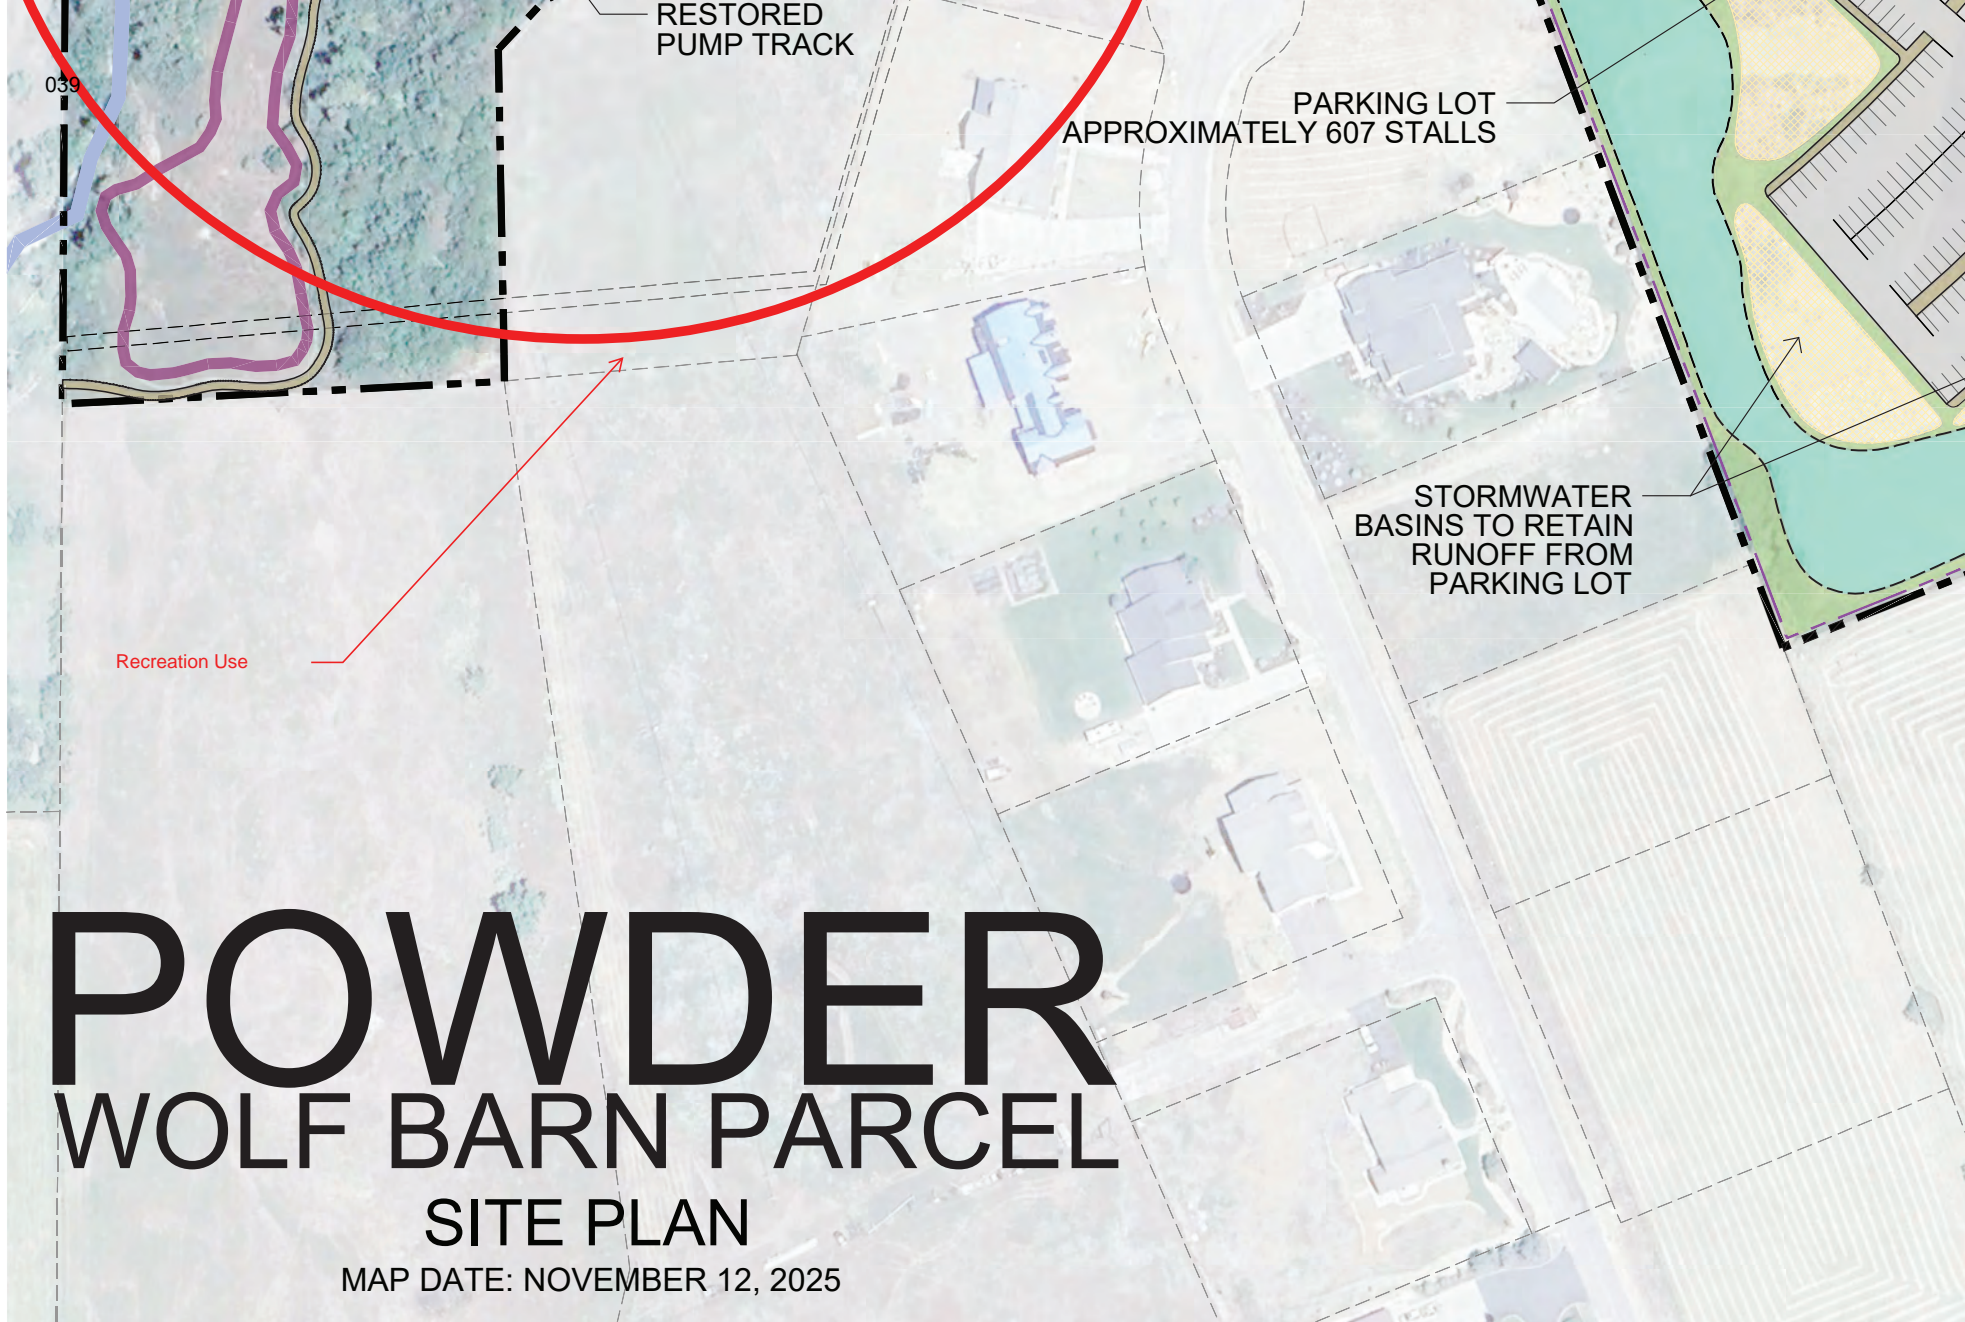 RESTORED
PUMP TRACK
039
PARKING LOT
APPROXIMATELY 607 STALLS
STORMWATER
BASINS TO RETAIN
RUNOFF FROM
PARKING LOT
Recreation Use
POWDER
WOLF BARN PARCEL
SITE PLAN
MAP DATE: NOVEMBER 12, 2025